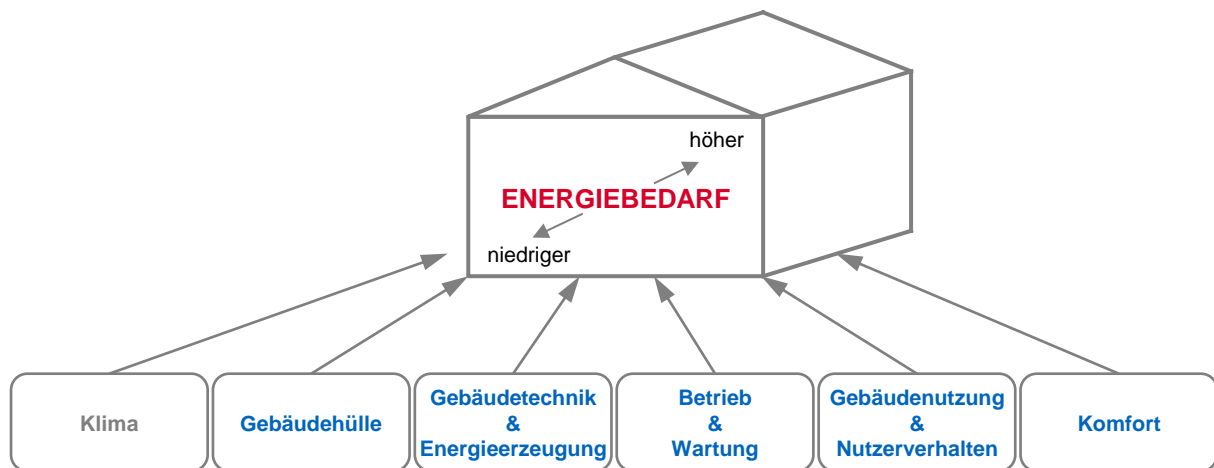 höher
ENERGIEBEDARF
niedriger
Klima
Gebäudehülle
Gebäudetechnik
&
Energieerzeugung
Betrieb
&
Wartung
Gebäudenutzung
&
Nutzerverhalten
Komfort